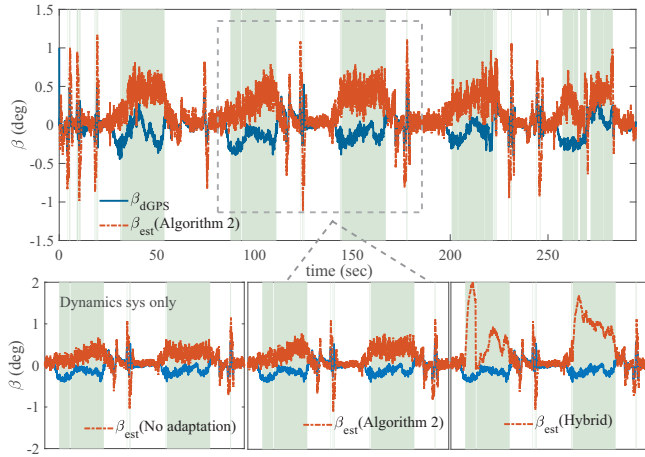 1.5
1
0.5
0
-0.5
-1
-1.5
β (deg)
β_dGPS
β_est(Algorithm 2)
0 50 100 150 200 250
time (sec)
2
1
0
-1
2
β (deg)
Dynamics sys only
β_est(No adaptation)
β_est(Algorithm 2)
β_est(Hybrid)